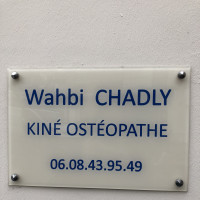 Wahbi CHADLY
KINÉ OSTÉOPATHE
06.08.43.95.49